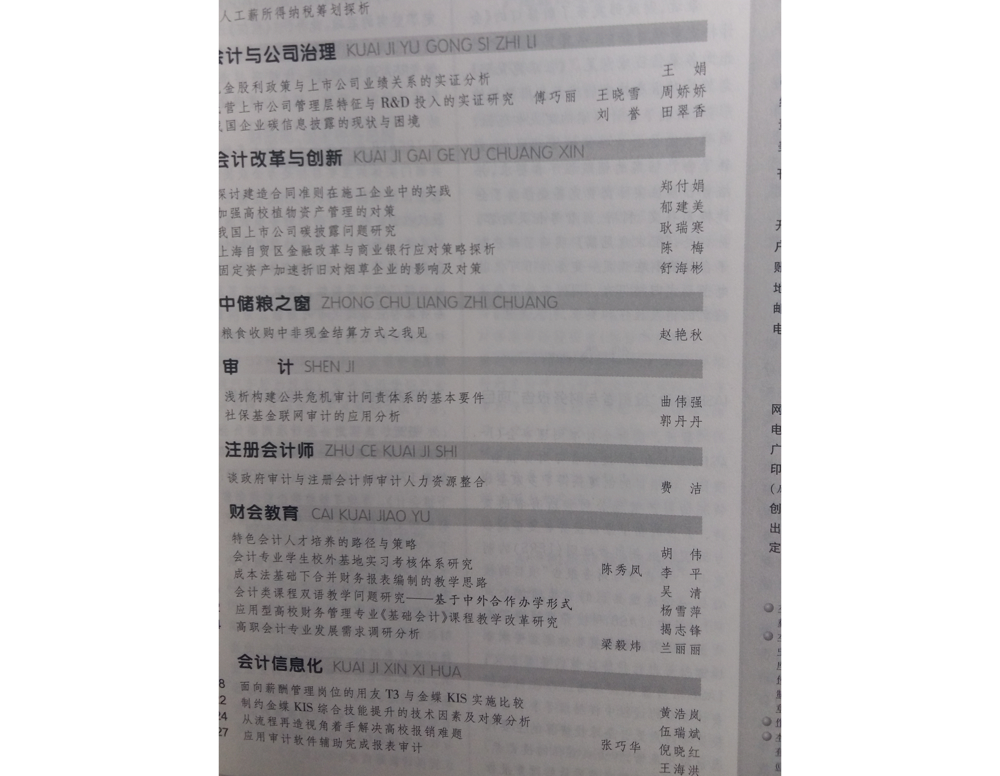 人工薪所得纳税筹划探析
会计与公司治理 KUAI JI YU GONG SI ZHI LI
金股利政策与上市公司业绩关系的实证分析 王 娟
营上市公司管理层特征与 R&D 投入的实证研究 傅巧丽 王晓雪 周娇娇
我国企业碳信息披露的现状与困境 刘 誉 田翠香
会计改革与创新 KUAI JI GAI GE YU CHUANG XIN
探讨建造合同准则在施工企业中的实践 郑付娟
加强高校植物资产管理的对策 郁建美
我国上市公司碳披露问题研究 耿瑞寒
上海自贸区金融改革与商业银行应对策略探析 陈 梅
固定资产加速折旧对烟草企业的影响及对策 舒海彬
中储粮之窗 ZHONG CHU LIANG ZHI CHUANG
粮食收购中非现金结算方式之我见 赵艳秋
审 计 SHEN JI
浅析构建公共危机审计问责体系的基本要件 曲伟强
社保基金联网审计的应用分析 郭丹丹
注册会计师 ZHU CE KUAI JI SHI
谈政府审计与注册会计师审计人力资源整合 费 洁
财会教育 CAI KUAI JIAO YU
特色会计人才培养的路径与策略 胡 伟
会计专业学生校外基地实习考核体系研究 陈秀凤 李 平
成本法基础下合并财务报表编制的教学思路 吴 清
会计类课程双语教学问题研究——基于中外合作办学形式 杨雪萍
应用型高校财务管理专业《基础会计》课程教学改革研究 揭志锋
高职会计专业发展需求调研分析 梁毅炜 兰丽丽
会计信息化 KUAI JI XIN XI HUA
8 面向薪酬管理岗位的用友 T3 与金蝶 KIS 实施比较 黄浩岚
22 制约金蝶 KIS 综合技能提升的技术因素及对策分析 伍瑞斌
24 从流程再造视角着手解决高校报销难题 张巧华 倪晓红
27 应用审计软件辅助完成报表审计 王海洪
开
户
账
地
邮
电
网
电
广
印
创
出
定